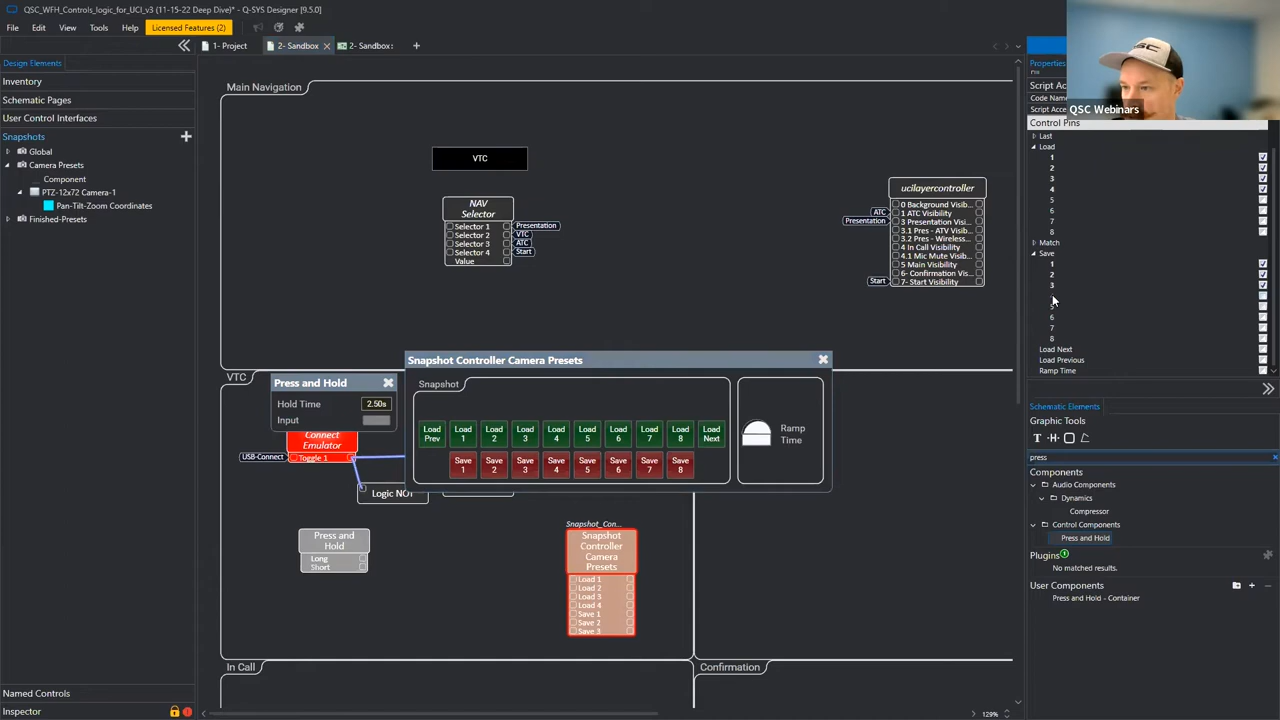 QSC_WFH_Controls_logic_for_UCI_v3 (11-15-22 Deep Dive)* - Q-SYS Designer [9.5.0]
File Edit View Tools Help
Licensed Features (2)
1- Project
2- Sandbox
2- Sandbox:
Design Elements
Inventory
Schematic Pages
User Control Interfaces
Snapshots
Global
Camera Presets
Component
PTZ-12x72 Camera-1
Pan-Tilt-Zoom Coordinates
Finished-Presets
Named Controls
Inspector
Main Navigation
VTC
NAV
Selector
Selector 1
Selector 2
Selector 3
Selector 4
Value
Presentation
VTC
ATC
Start
ucilayercontroller
ATC
Presentation
Start
0 Background Visib...
1 ATC Visibility
3 Presentation Visi...
3.1 Pres - ATV Visibil...
3.2 Pres - Wireless...
4 In Call Visibility
4.1 Mic Mute Visib...
5 Main Visibility
6- Confirmation Vis...
7- Start Visibility
VTC
Press and Hold
Hold Time 2.50s
Input
Connect
Emulator
USB-Connect
Toggle 1
Logic NOT
Press and
Hold
Long
Short
Snapshot Controller Camera Presets
Snapshot
Load Prev
Load 1
Load 2
Load 3
Load 4
Load 5
Load 6
Load 7
Load 8
Load Next
Save 1
Save 2
Save 3
Save 4
Save 5
Save 6
Save 7
Save 8
Ramp
Time
Snapshot_Con...
Snapshot
Controller
Camera
Presets
Load 1
Load 2
Load 3
Load 4
Save 1
Save 2
Save 3
In Call
Confirmation
129%
QSC
QSC Webinars
Properties
Script Ac
Code Name
Script Acce
Control Pins
Last
Load
1
2
3
4
5
6
7
8
Match
Save
1
2
3
5
6
7
8
Load Next
Load Previous
Ramp Time
Schematic Elements
Graphic Tools
press
Components
Audio Components
Dynamics
Compressor
Control Components
Press and Hold
Plugins
No matched results.
User Components
Press and Hold - Container